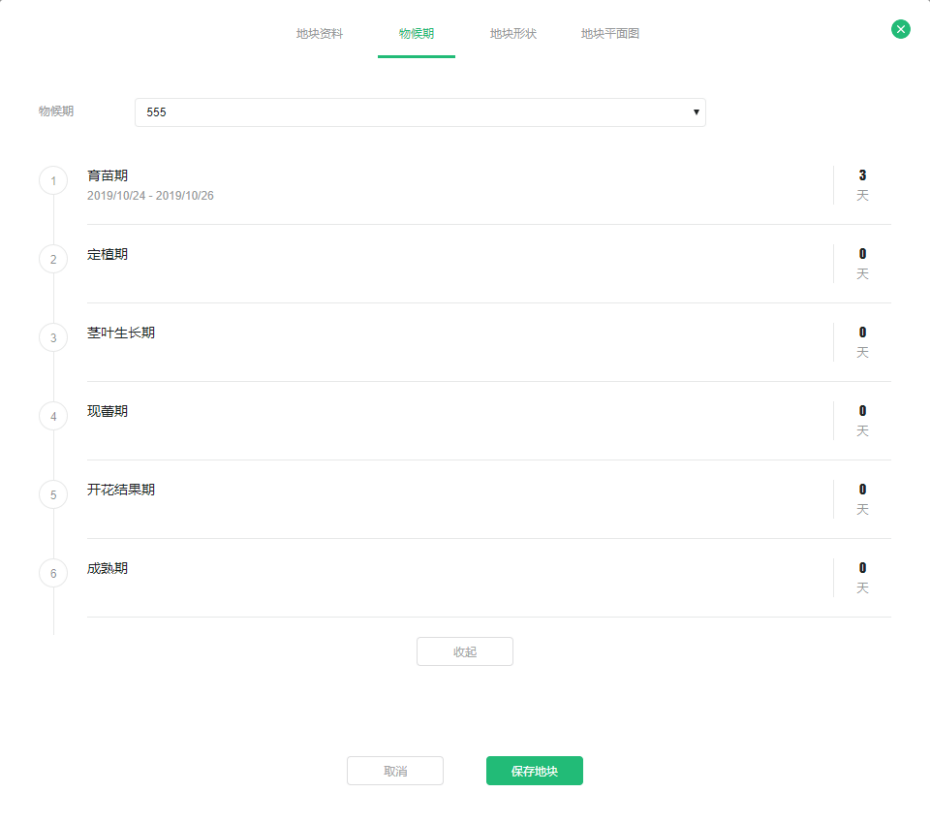 地块资料 物候期 地块形状 地块平面图
物候期 555
1 育苗期 3
2019/10/24 - 2019/10/26 天
2 定植期 0
天
3 茎叶生长期 0
天
4 现蕾期 0
天
5 开花结果期 0
天
6 成熟期 0
天
收起
取消 保存地块